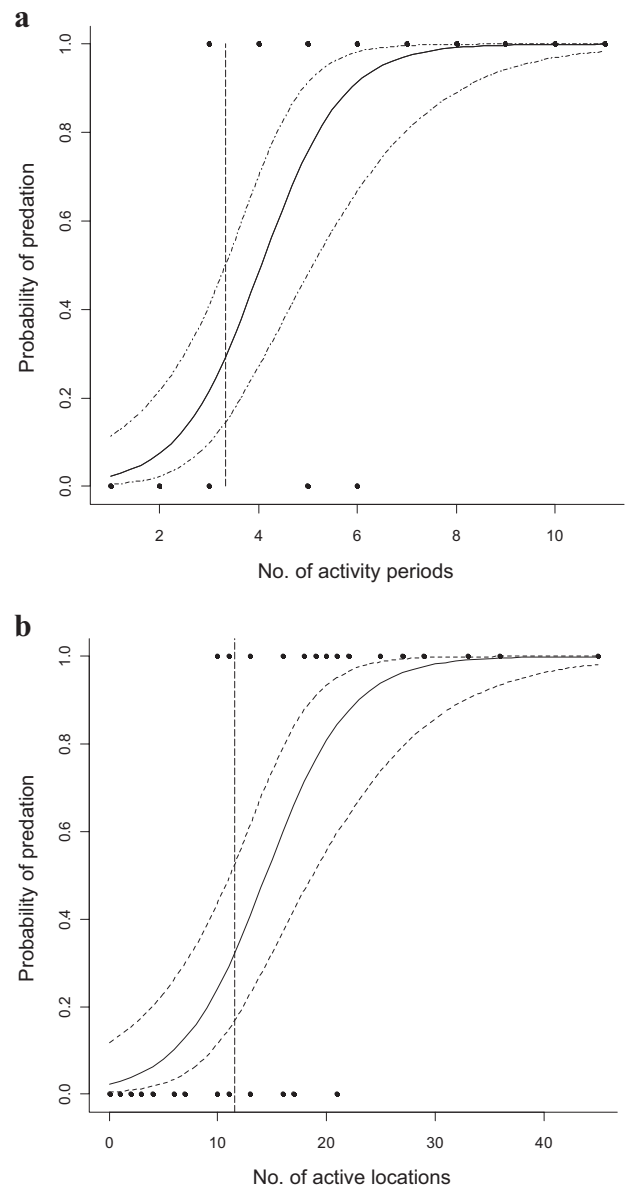 a
1.0
0.8
0.6
0.4
0.2
0.0
Probability of predation
2 4 6 8 10
No. of activity periods
b
1.0
0.8
0.6
0.4
0.2
0.0
Probability of predation
0 10 20 30 40
No. of active locations